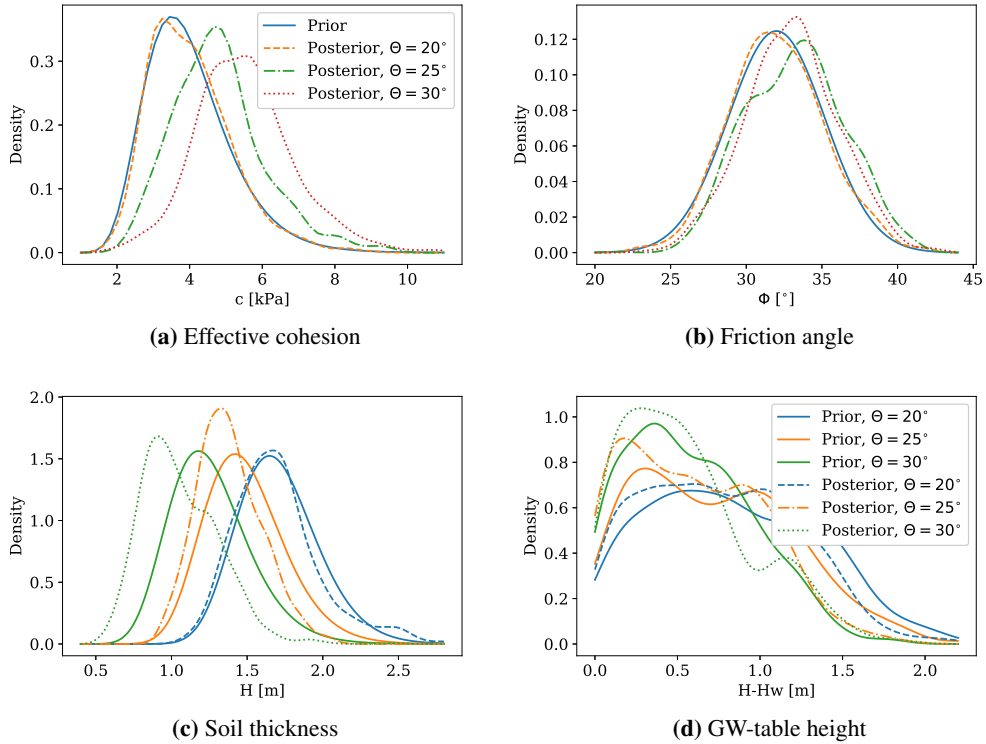 Prior
Posterior, Θ = 20°
Posterior, Θ = 25°
Posterior, Θ = 30°
Density
0.3
0.2
0.1
0.0
2 4 6 8 10
c [kPa]
(a) Effective cohesion
Density
0.12
0.10
0.08
0.06
0.04
0.02
0.00
20 25 30 35 40 45
Φ [°]
(b) Friction angle
Density
2.0
1.5
1.0
0.5
0.0
0.5 1.0 1.5 2.0 2.5
H [m]
(c) Soil thickness
Prior, Θ = 20°
Prior, Θ = 25°
Prior, Θ = 30°
Posterior, Θ = 20°
Posterior, Θ = 25°
Posterior, Θ = 30°
Density
1.0
0.8
0.6
0.4
0.2
0.0
0.0 0.5 1.0 1.5 2.0
H-Hw [m]
(d) GW-table height